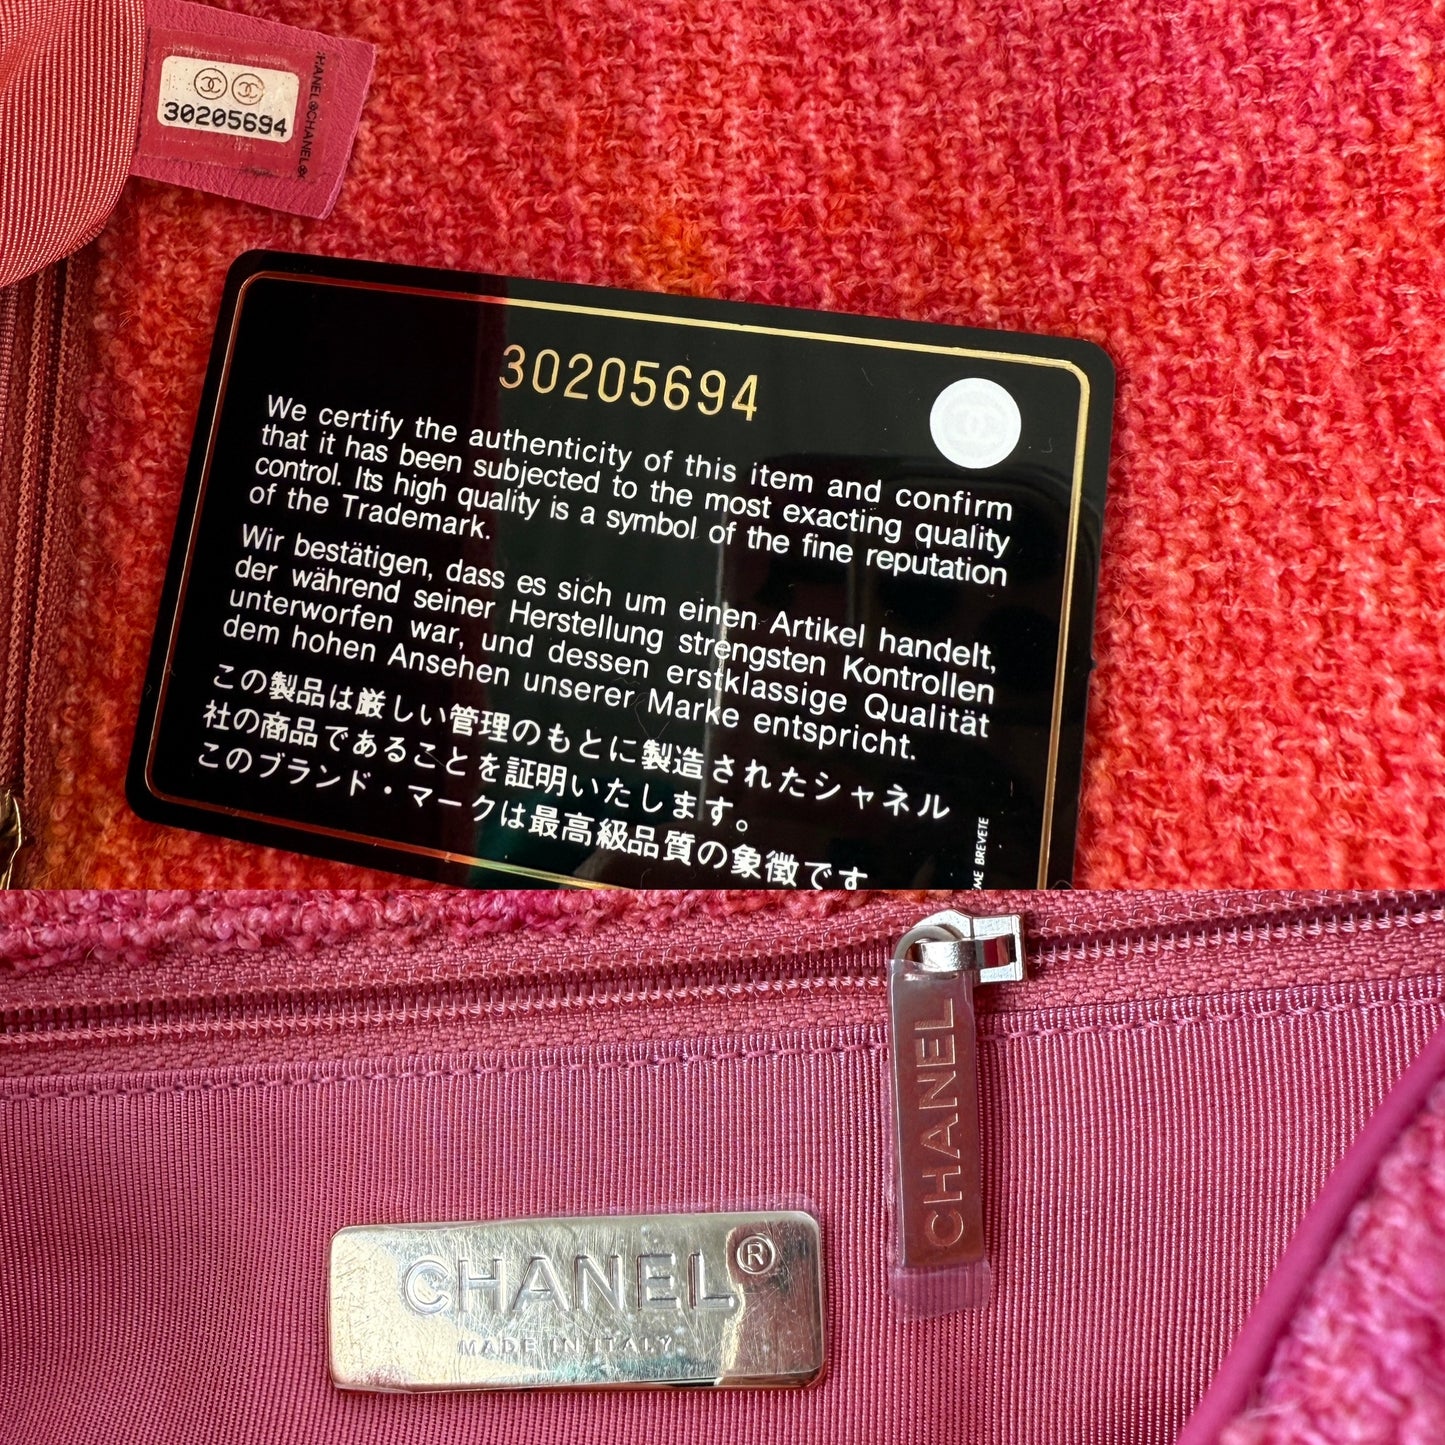 30205694
HANEL®CHANEL®
30205694
We certify the authenticity of this item and confirm
that it has been subjected to the most exacting quality
control. Its high quality is a symbol of the fine reputation
of the Trademark.
Wir bestätigen, dass es sich um einen Artikel handelt,
der während seiner Herstellung strengsten Kontrollen
unterworfen war, und dessen erstklassige Qualität
dem hohen Ansehen unserer Marke entspricht.
この製品は厳しい管理のもとに製造されたシャネル
社の商品であることを証明いたします。
このブランド・マークは最高級品質の象徴です
BREVETE
CHANEL
CHANEL®
MADE IN ITALY